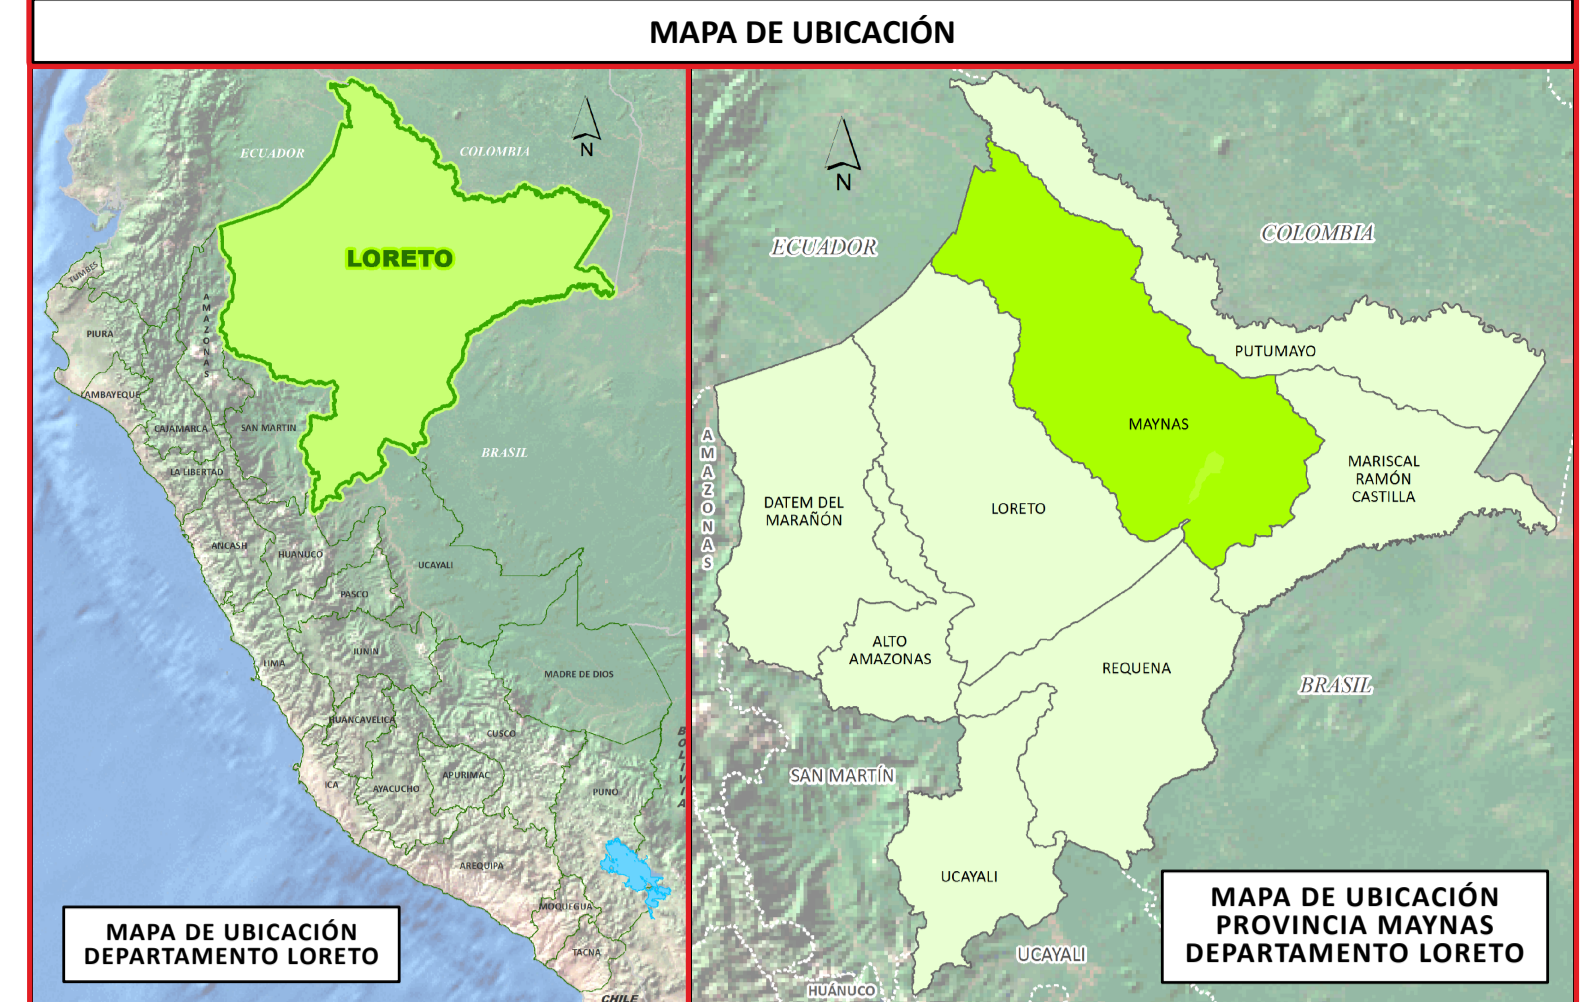 MAPA DE UBICACIÓN
ECUADOR
COLOMBIA
N
LORETO
TUMBES
AMAZONAS
PIURA
LAMBAYEQUE
CAJAMARCA
SAN MARTIN
LA LIBERTAD
BRASIL
ANCASH
HUANUCO
UCAYALI
PASCO
LIMA
JUNIN
MADRE DE DIOS
HUANCAVELICA
CUSCO
BOLIVIA
ICA
AYACUCHO
APURIMAC
PUNO
AREQUIPA
MOQUEGUA
TACNA
CHILE
MAPA DE UBICACIÓN
DEPARTAMENTO LORETO
N
ECUADOR
COLOMBIA
PUTUMAYO
MAYNAS
AMAZONAS
MARISCAL
RAMÓN
CASTILLA
DATEM DEL
MARAÑÓN
LORETO
ALTO
AMAZONAS
REQUENA
BRASIL
SAN MARTÍN
UCAYALI
UCAYALI
HUÁNUCO
MAPA DE UBICACIÓN
PROVINCIA MAYNAS
DEPARTAMENTO LORETO